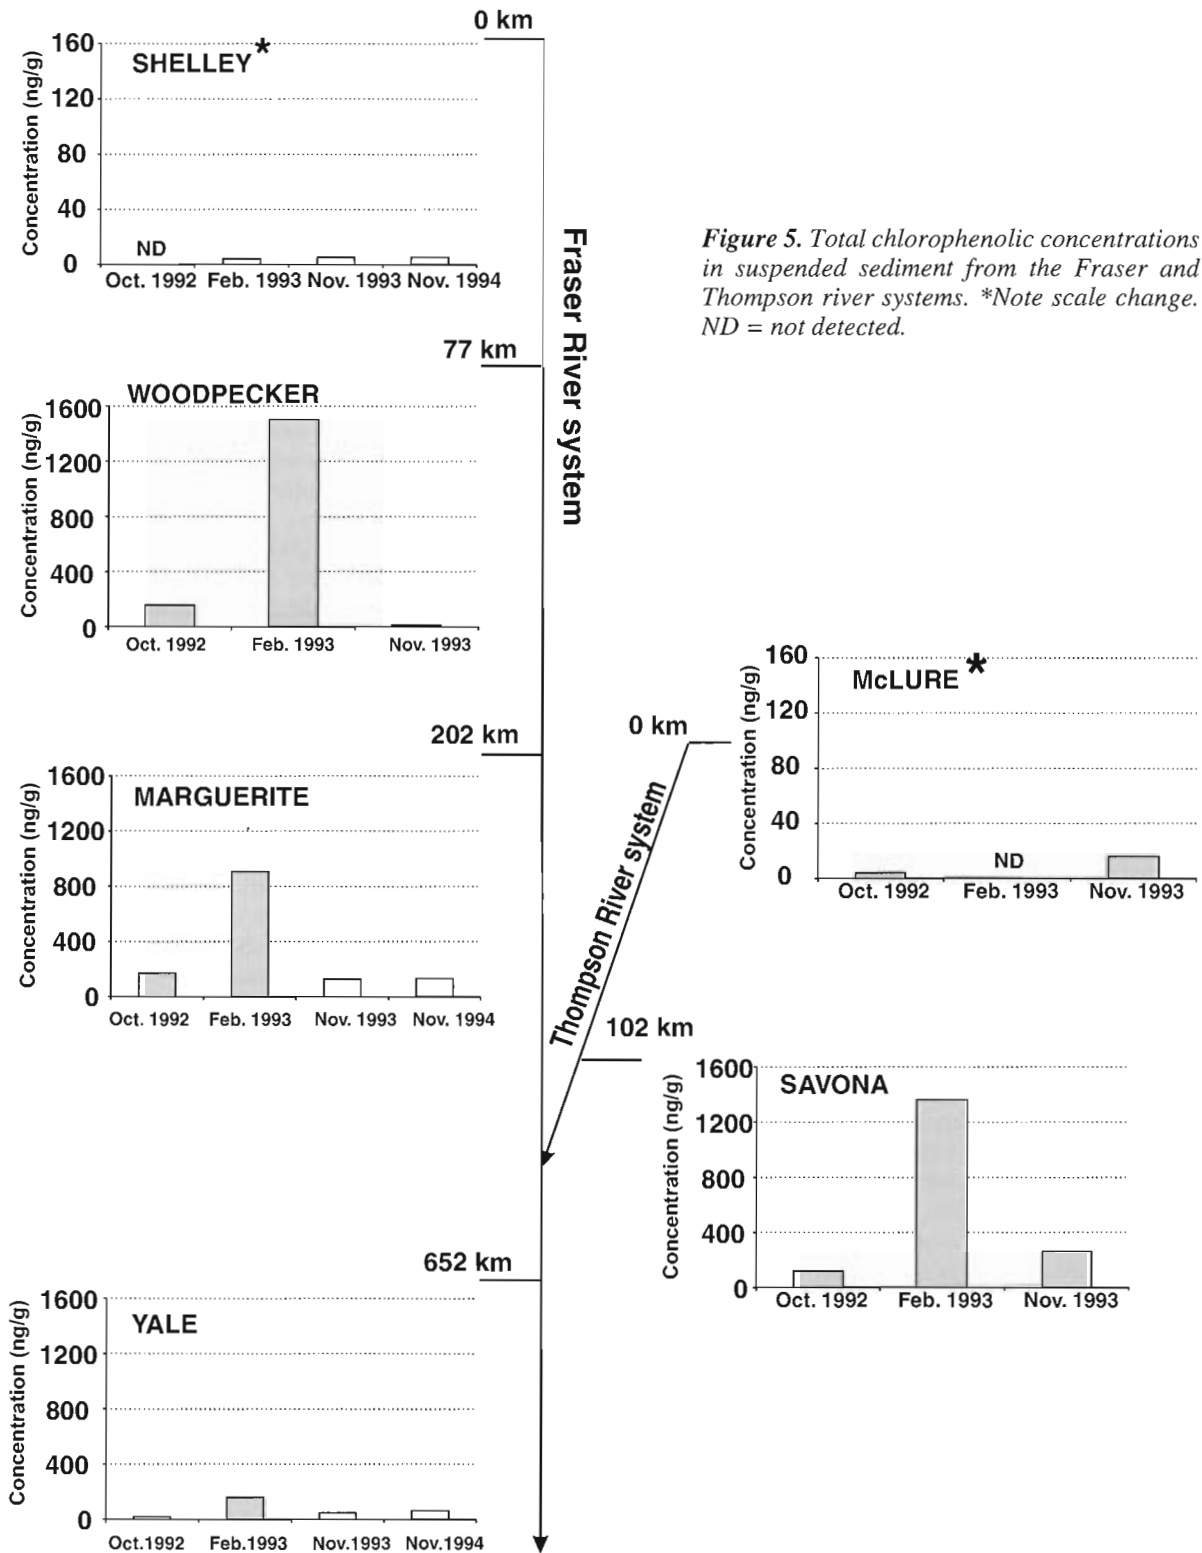 0 km
SHELLEY*
Concentration (ng/g)
160
120
80
40
0
ND
Oct. 1992 Feb. 1993 Nov. 1993 Nov. 1994
Fraser River system
Figure 5. Total chlorophenolic concentrations
in suspended sediment from the Fraser and
Thompson river systems. *Note scale change.
ND = not detected.
77 km
WOODPECKER
Concentration (ng/g)
1600
1200
800
400
0
Oct. 1992 Feb. 1993 Nov. 1993
202 km
MARGUERITE
Concentration (ng/g)
1600
1200
800
400
0
Oct. 1992 Feb. 1993 Nov. 1993 Nov. 1994
0 km
Thompson River system
McLURE*
Concentration (ng/g)
160
120
80
40
0
ND
Oct. 1992 Feb. 1993 Nov. 1993
102 km
SAVONA
Concentration (ng/g)
1600
1200
800
400
0
Oct. 1992 Feb. 1993 Nov. 1993
652 km
YALE
Concentration (ng/g)
1600
1200
800
400
0
Oct.1992 Feb.1993 Nov.1993 Nov.1994